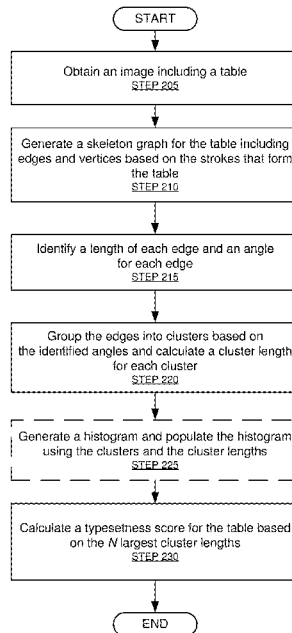 START
Obtain an image including a table
STEP 205
Generate a skeleton graph for the table including
edges and vertices based on the strokes that form
the table
STEP 210
Identify a length of each edge and an angle
for each edge
STEP 215
Group the edges into clusters based on
the identified angles and calculate a cluster length
for each cluster
STEP 220
Generate a histogram and populate the histogram
using the clusters and the cluster lengths
STEP 225
Calculate a typesetness score for the table based
on the N largest cluster lengths
STEP 230
END